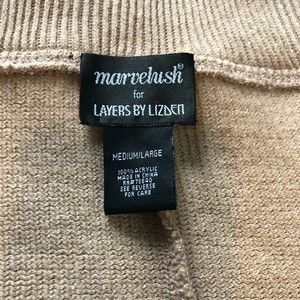 marvelush®
for
LAYERS BY LIZDEN
MEDIUM/LARGE
100% ACRYLIC
MADE IN CHINA
SEE REVERSE
FOR CARE